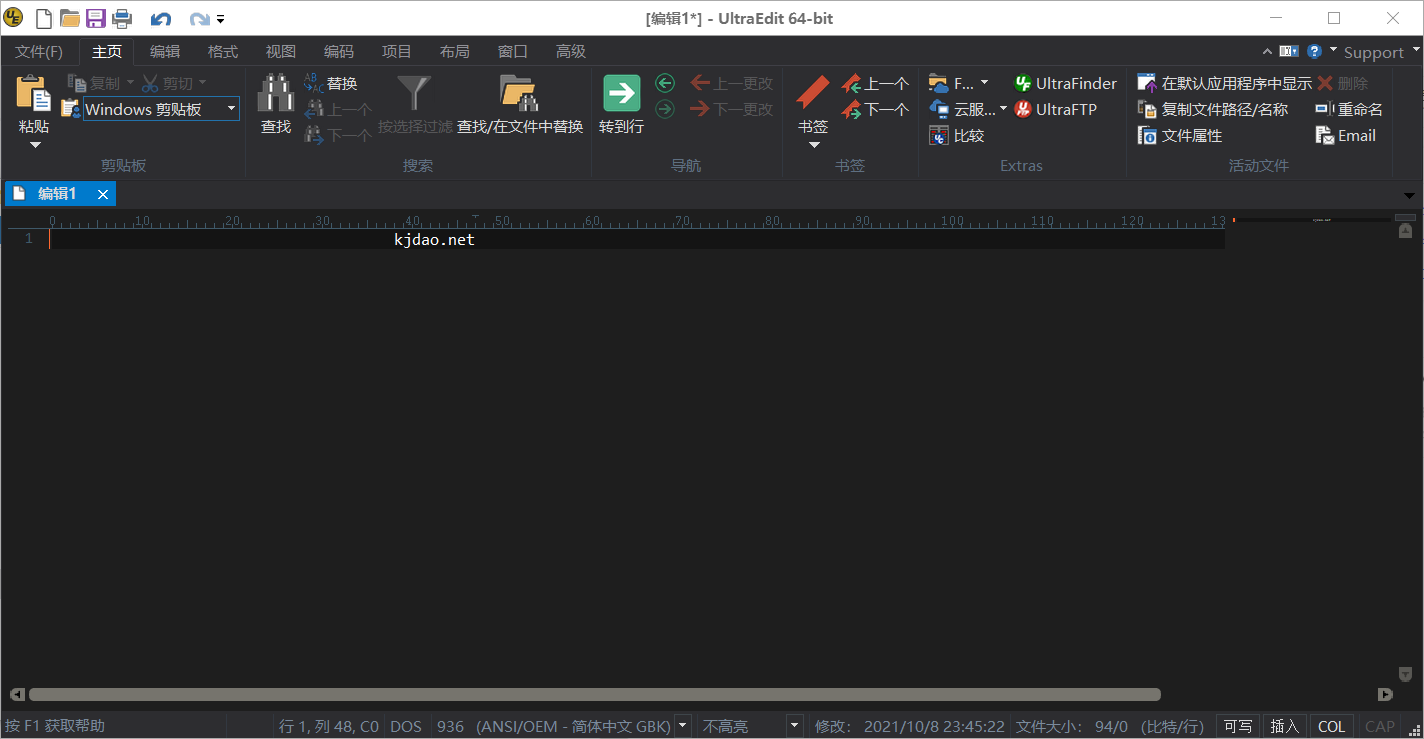 [编辑1*] - UltraEdit 64-bit
文件(F) 主页 编辑 格式 视图 编码 项目 布局 窗口 高级 Support
粘贴 复制 剪切
Windows 剪贴板
剪贴板
查找 替换
上一个
下一个
按选择过滤 查找/在文件中替换
搜索
转到行 上一更改
下一更改
导航
书签 上一个
下一个
书签
F... UltraFinder
云服... UltraFTP
比较
Extras
在默认应用程序中显示 删除
复制文件路径/名称 重命名
文件属性 Email
活动文件
编辑1
0 10 20 30 40 50 60 70 80 90 100 110 120 13
1 kjdao.net
按 F1 获取帮助 行 1, 列 48, C0 DOS 936 (ANSI/OEM - 简体中文 GBK) 不高亮 修改: 2021/10/8 23:45:22 文件大小: 94/0 (比特/行) 可写 插入 COL CAP